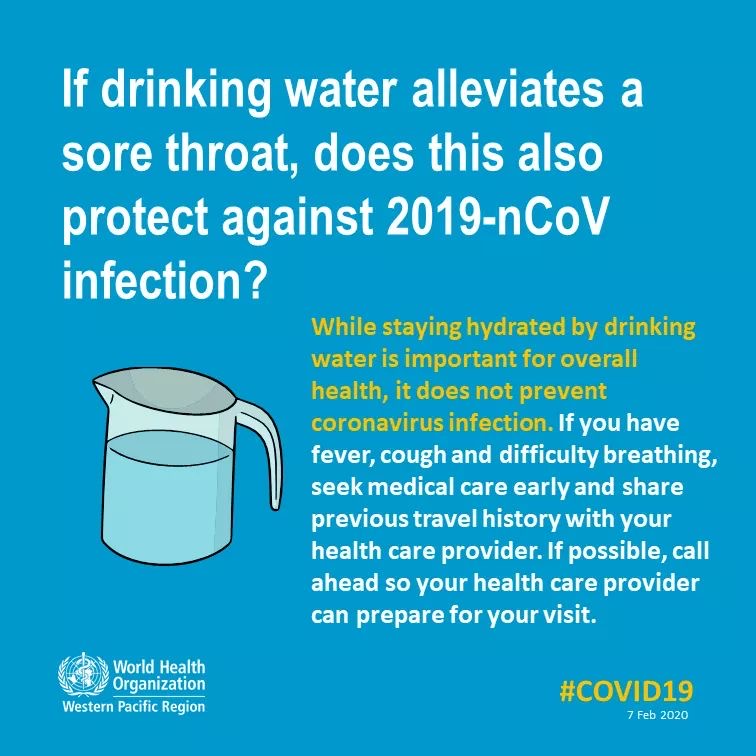 If drinking water alleviates a
sore throat, does this also
protect against 2019-nCoV
infection?
While staying hydrated by drinking
water is important for overall
health, it does not prevent
coronavirus infection. If you have
fever, cough and difficulty breathing,
seek medical care early and share
previous travel history with your
health care provider. If possible, call
ahead so your health care provider
can prepare for your visit.
World Health
Organization
Western Pacific Region
#COVID19
7 Feb 2020